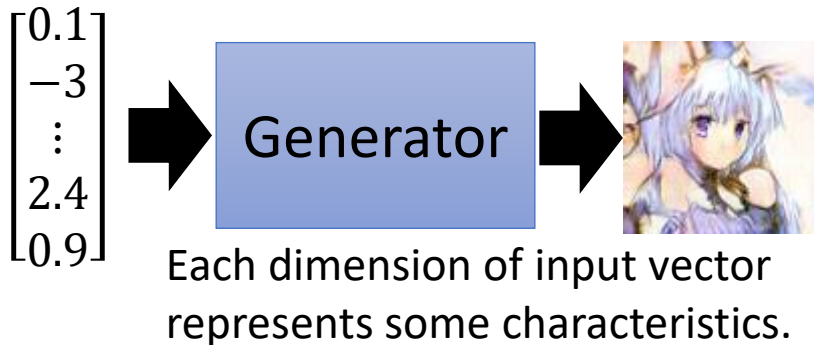 0.1
−3
⋮
2.4
0.9
Generator
Each dimension of input vector
represents some characteristics.